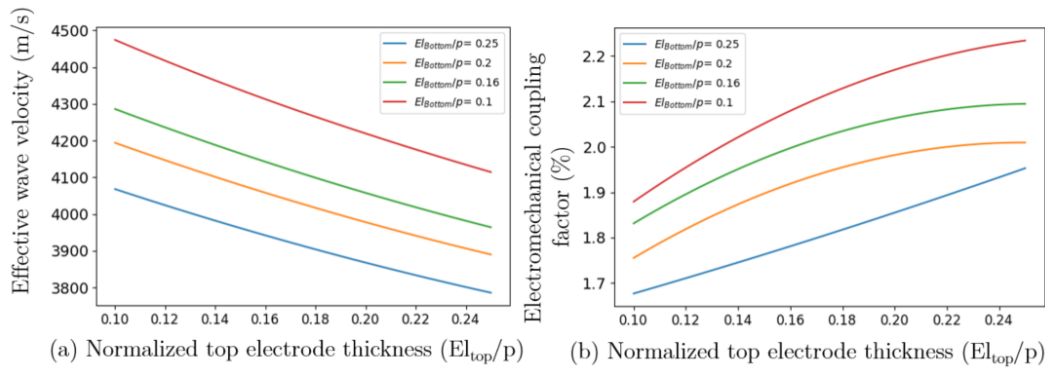 Effective wave velocity (m/s)
4500
4400
4300
4200
4100
4000
3900
3800
0.10 0.12 0.14 0.16 0.18 0.20 0.22 0.24
El_Bottom/p= 0.25
El_Bottom/p= 0.2
El_Bottom/p= 0.16
El_Bottom/p= 0.1
(a) Normalized top electrode thickness (El_top/p)
Electromechanical coupling
factor (%)
2.2
2.1
2.0
1.9
1.8
1.7
0.10 0.12 0.14 0.16 0.18 0.20 0.22 0.24
El_Bottom/p= 0.25
El_Bottom/p= 0.2
El_Bottom/p= 0.16
El_Bottom/p= 0.1
(b) Normalized top electrode thickness (El_top/p)